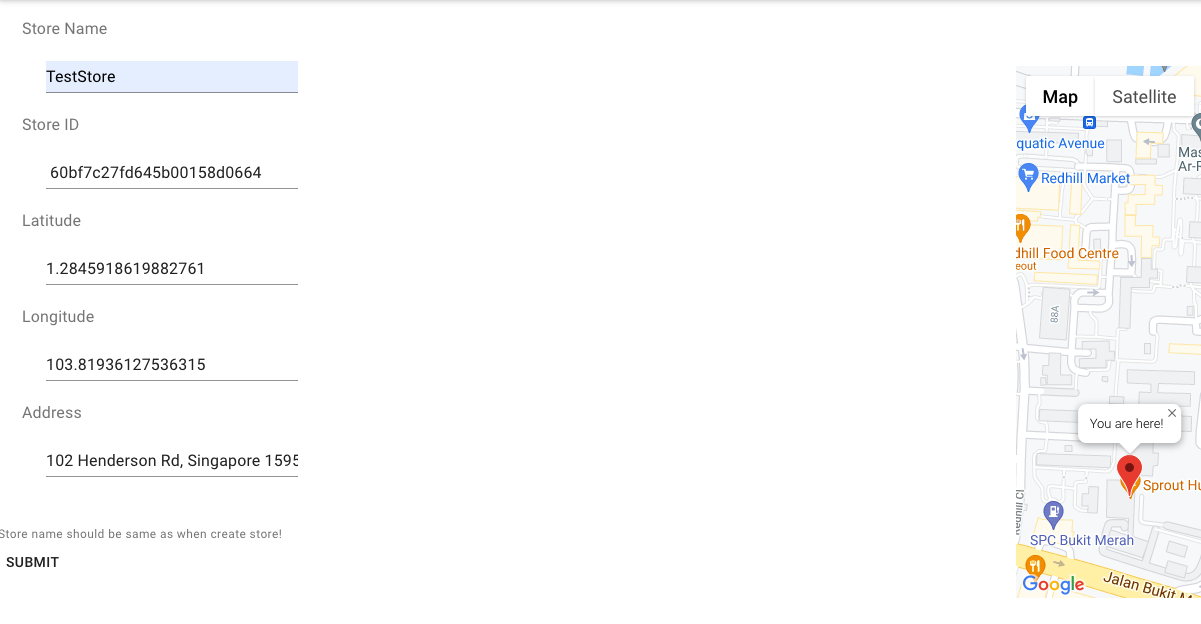 Store Name
TestStore
Store ID
60bf7c27fd645b00158d0664
Latitude
1.2845918619882761
Longitude
103.81936127536315
Address
102 Henderson Rd, Singapore 1595
Store name should be same as when create store!
SUBMIT
Map
Satellite
quatic Avenue
Mas
Ar-R
Redhill Market
dhill Food Centre
eout
88A
You are here!
Sprout Hu
Redhill Cl
SPC Bukit Merah
Jalan Bukit M
Google